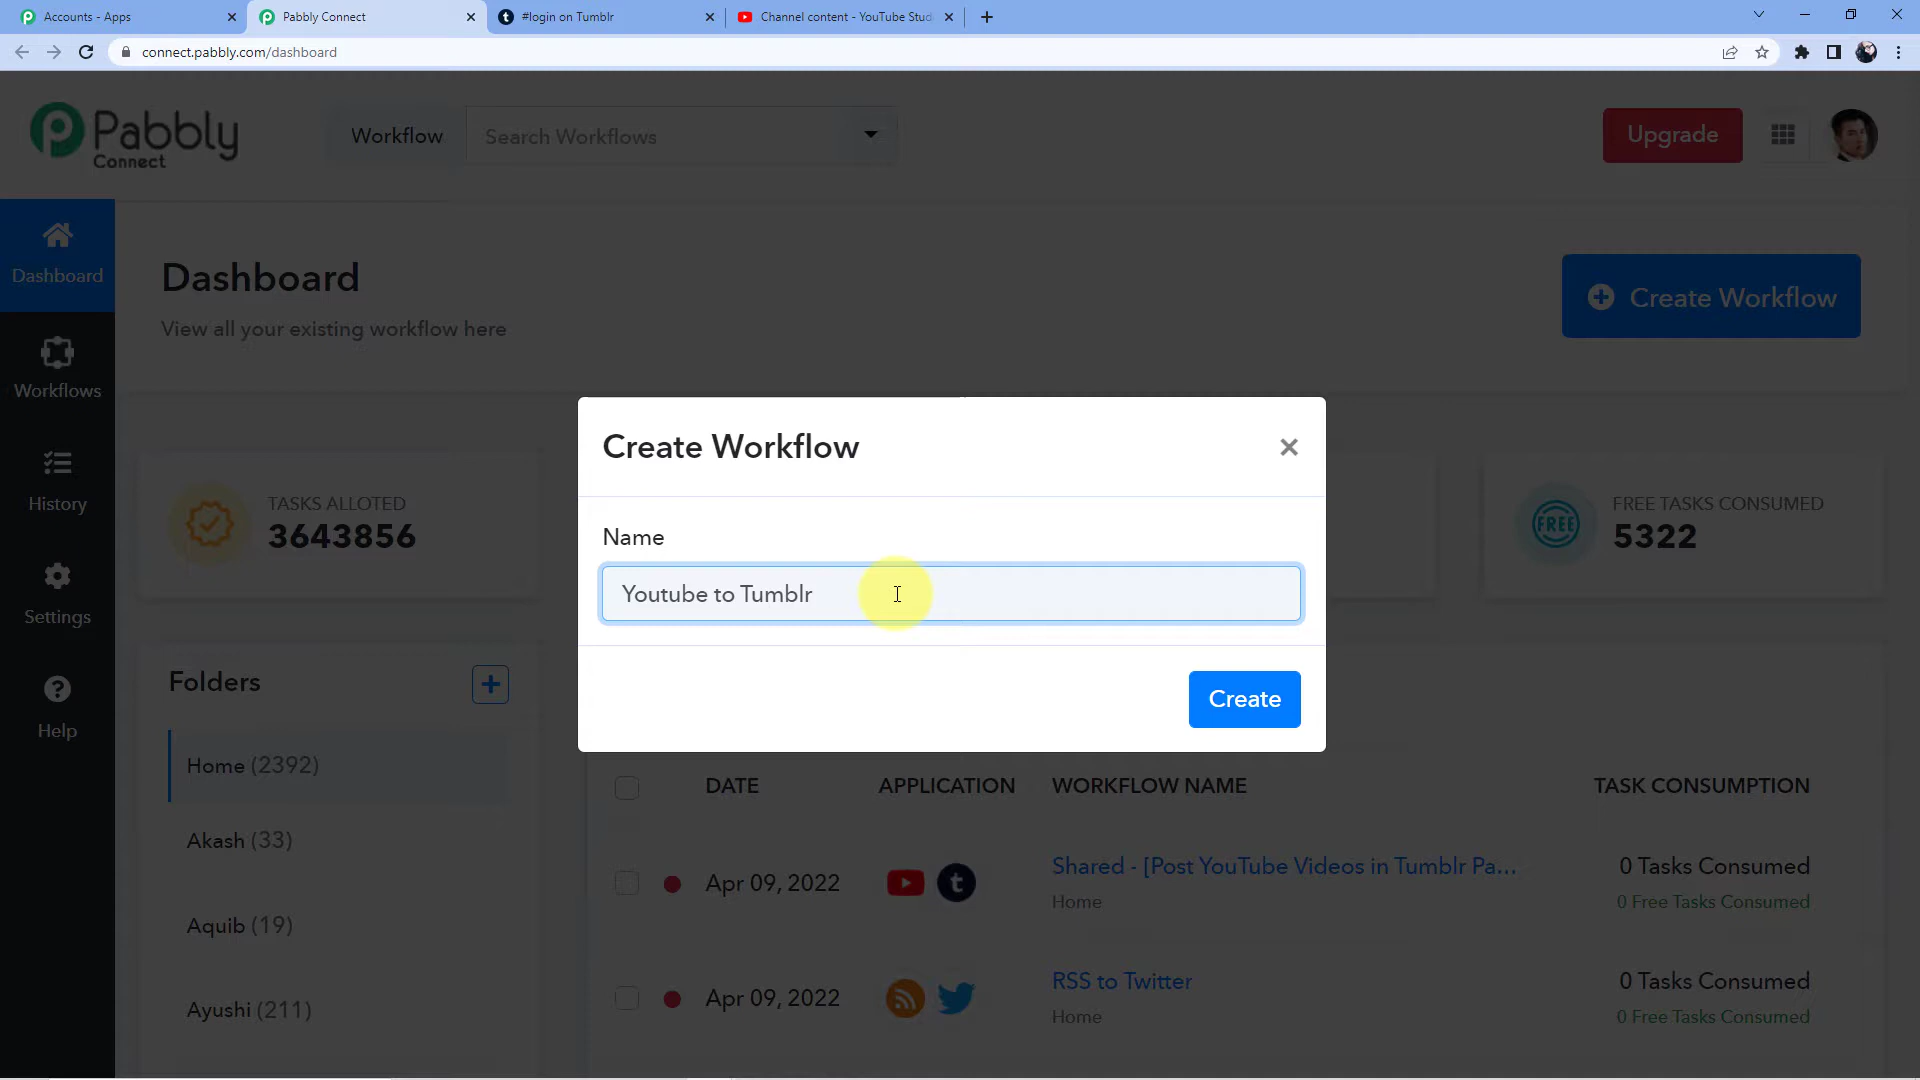 Accounts - Apps
Pabbly Connect
#login on Tumblr
Channel content - YouTube Stud
connect.pabbly.com/dashboard
Pabbly
Connect
Workflow
Search Workflows
Upgrade
Dashboard
Workflows
History
Settings
Help
Dashboard
View all your existing workflow here
Create Workflow
TASKS ALLOTED
3643856
FREE
FREE TASKS CONSUMED
5322
Create Workflow
Name
Youtube to Tumblr
Create
Folders
Home (2392)
Akash (33)
Aquib (19)
Ayushi (211)
DATE APPLICATION WORKFLOW NAME TASK CONSUMPTION
Apr 09, 2022 Shared - [Post YouTube Videos in Tumblr Pa... 0 Tasks Consumed
Home 0 Free Tasks Consumed
Apr 09, 2022 RSS to Twitter 0 Tasks Consumed
Home 0 Free Tasks Consumed